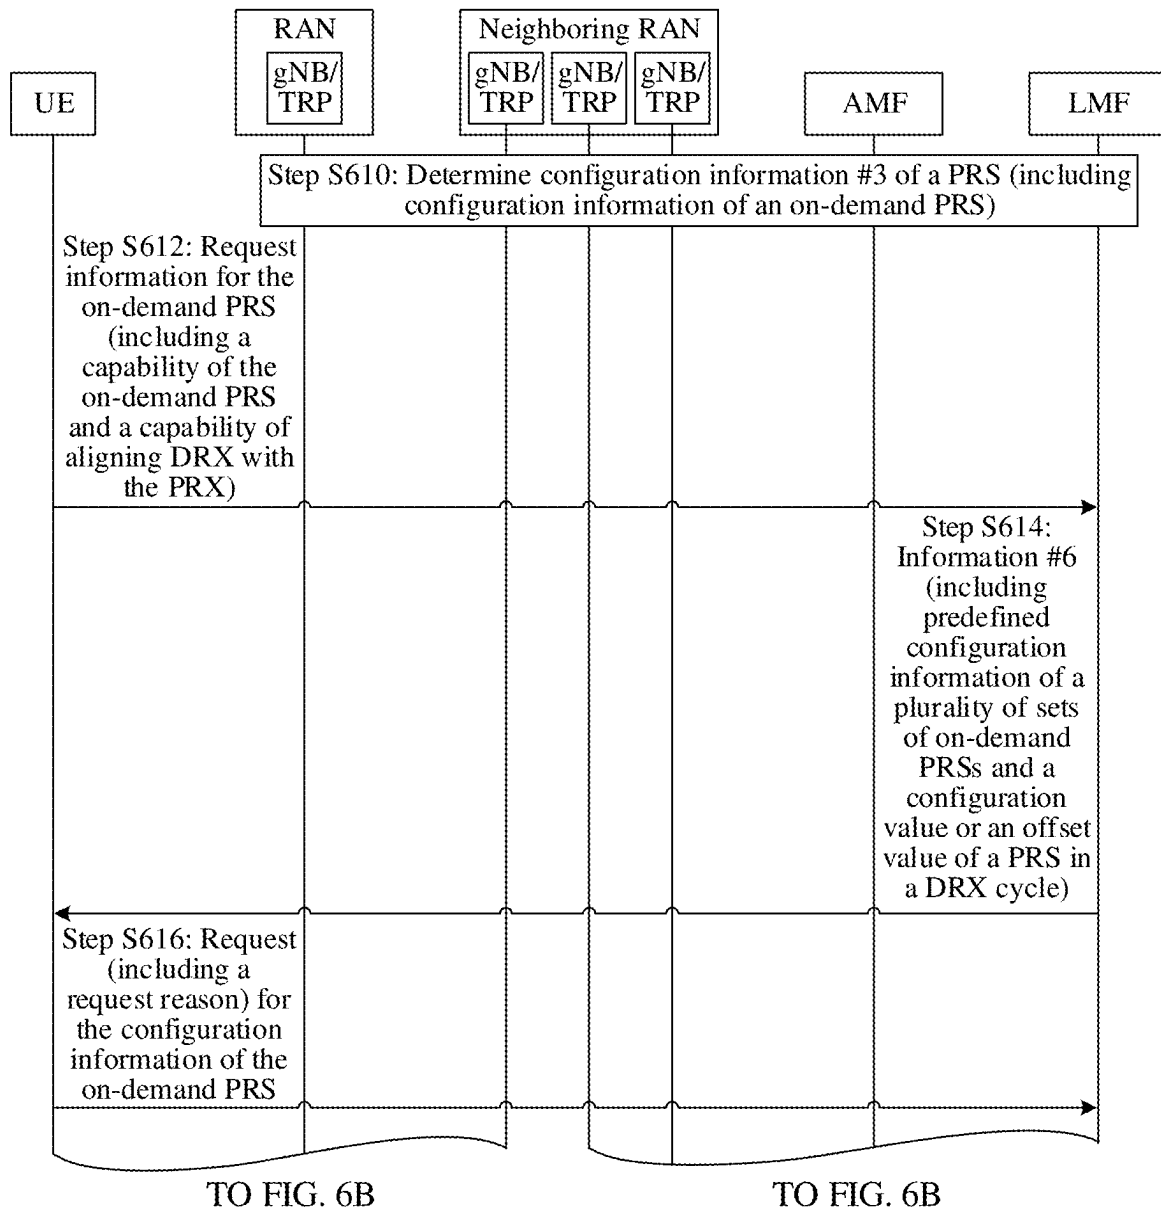 RAN
Neighboring RAN
gNB/
TRP
gNB/
TRP
gNB/
TRP
gNB/
TRP
UE
AMF
LMF
Step S610: Determine configuration information #3 of a PRS (including
configuration information of an on-demand PRS)
Step S612: Request
information for the
on-demand PRS
(including a
capability of the
on-demand PRS
and a capability of
aligning DRX with
the PRX)
Step S614:
Information #6
(including
predefined
configuration
information of a
plurality of sets
of on-demand
PRSs and a
configuration
value or an offset
value of a PRS in
a DRX cycle)
Step S616: Request
(including a
request reason) for
the configuration
information of the
on-demand PRS
TO FIG. 6B
TO FIG. 6B